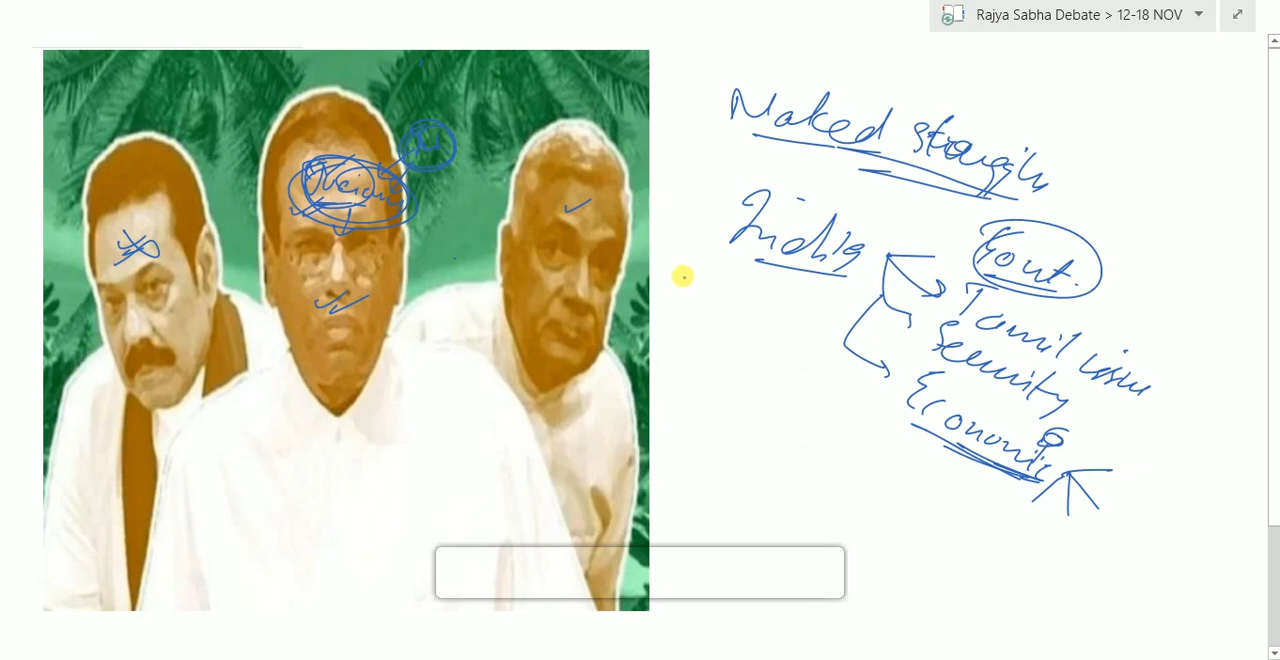 Rajya Sabha Debate > 12-18 NOV
Naked struggle
India
Govt.
Tamil issue
Security
Economic